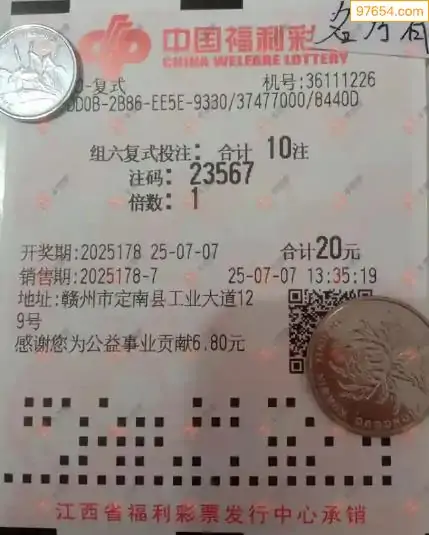 97654.com
中国福利彩
CHINA WELFARE LOTTERY
-复式
机号:36111226
0B-2B86-EE5E-9330/37477000/8440D
组六复式投注: 合计 10注
注码: 23567
倍数: 1
开奖期:2025178 25-07-07 合计20元
销售期:2025178-7 25-07-07 13:35:19
地址:赣州市定南县工业大道12
9号
感谢您为公益事业贡献6.80元
江西省福利彩票发行中心承销